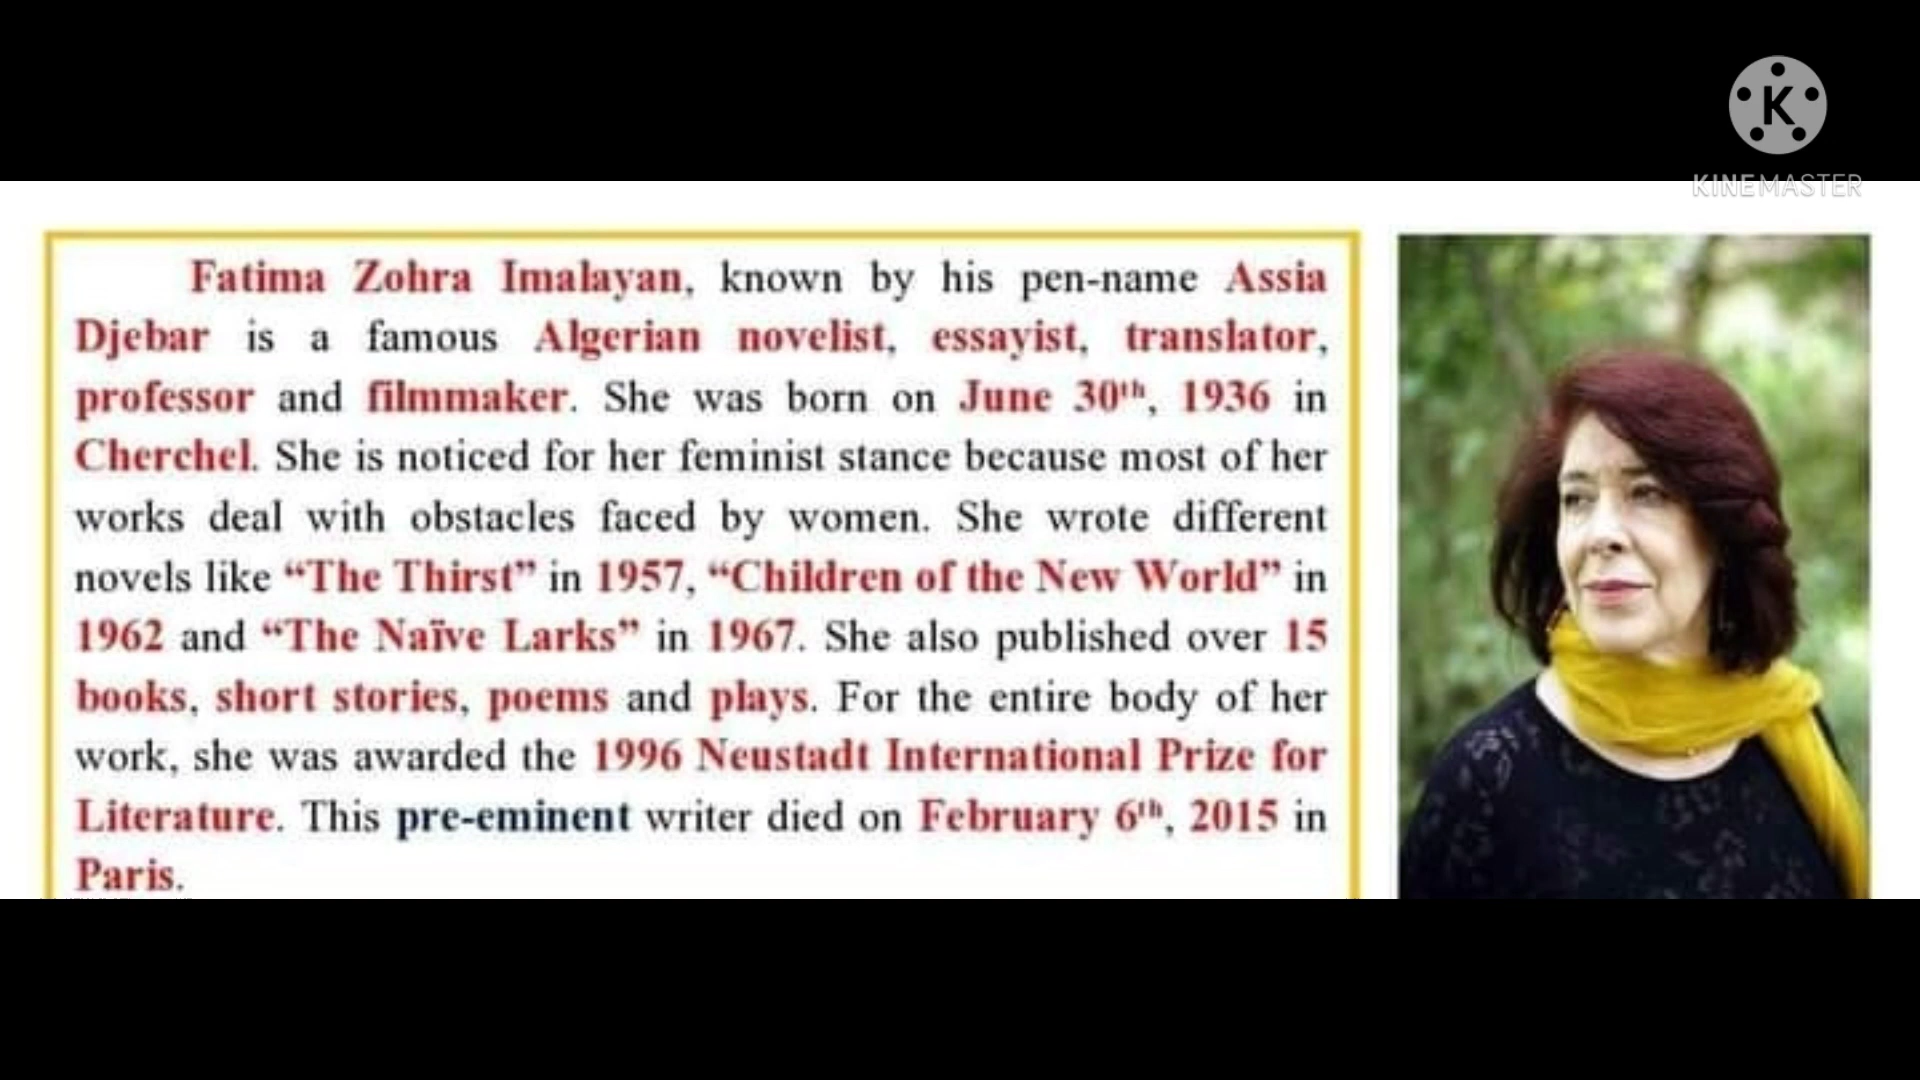 K
KINEMASTER
Fatima Zohra Imalayan, known by his pen-name Assia
Djebar is a famous Algerian novelist, essayist, translator,
professor and filmmaker. She was born on June 30th, 1936 in
Cherchel. She is noticed for her feminist stance because most of her
works deal with obstacles faced by women. She wrote different
novels like “The Thirst” in 1957, “Children of the New World” in
1962 and “The Naïve Larks” in 1967. She also published over 15
books, short stories, poems and plays. For the entire body of her
work, she was awarded the 1996 Neustadt International Prize for
Literature. This pre-eminent writer died on February 6th, 2015 in
Paris.